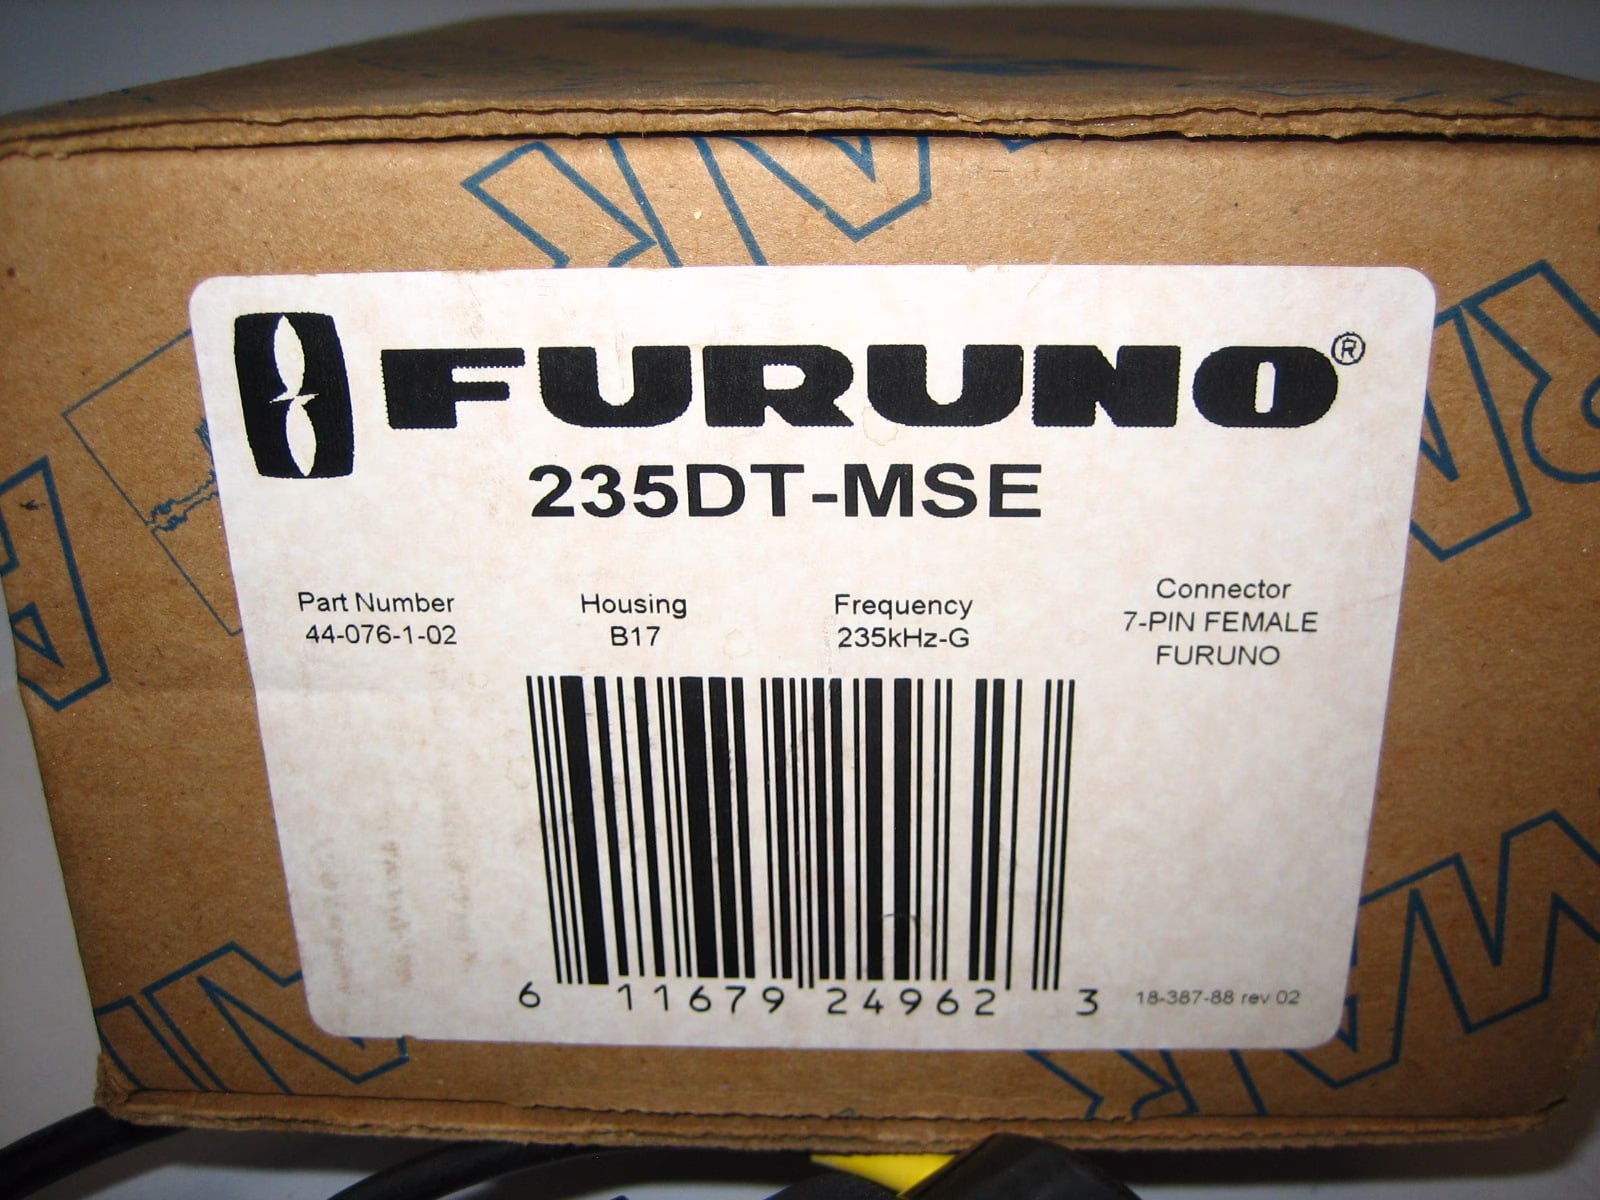 FURUNO®
235DT-MSE
Part Number
44-076-1-02
Housing
B17
Frequency
235kHz-G
Connector
7-PIN FEMALE
FURUNO
6 11679 24962 3
18-387-88 rev 02